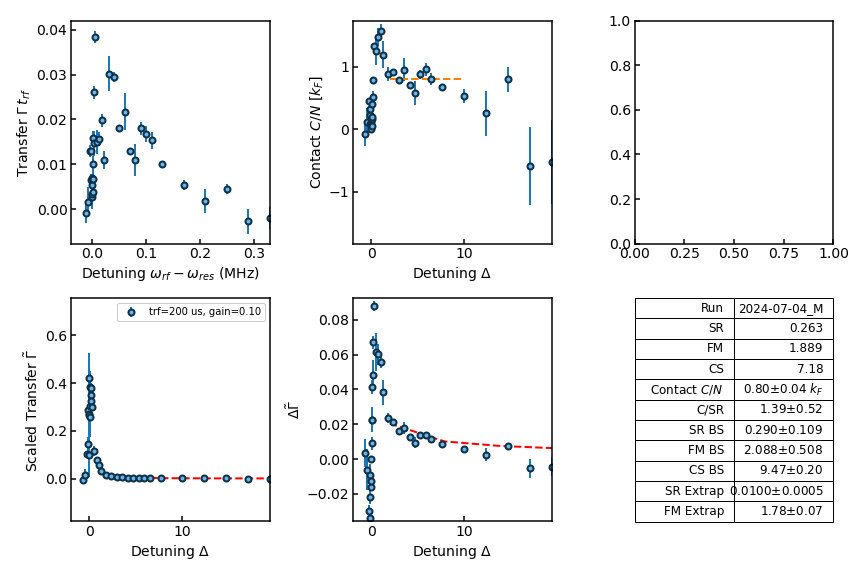 0.04
0.03
0.02
0.01
0.00
Transfer Γ t_rf
0.0
0.1
0.2
0.3
Detuning ω_rf − ω_res (MHz)
1
0
−1
Contact C/N [k_F]
0
10
Detuning Δ
1.0
0.8
0.6
0.4
0.2
0.0
0.00
0.25
0.50
0.75
1.00
0.6
0.4
0.2
0.0
Scaled Transfer Γ̃
0
10
Detuning Δ
trf=200 us, gain=0.10
0.08
0.06
0.04
0.02
0.00
−0.02
ΔΓ̃
0
10
Detuning Δ
Run 2024-07-04_M
SR 0.263
FM 1.889
CS 7.18
Contact C/N 0.80±0.04 k_F
C/SR 1.39±0.52
SR BS 0.290±0.109
FM BS 2.088±0.508
CS BS 9.47±0.20
SR Extrap 0.0100±0.0005
FM Extrap 1.78±0.07